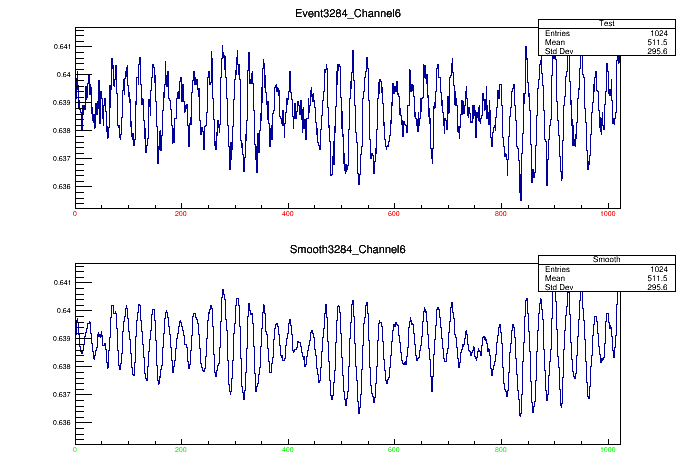 Event3284_Channel6
Test
Entries 1024
Mean 511.5
Std Dev 295.6
0.641
0.64
0.639
0.638
0.637
0.636
0 200 400 600 800 1000
Smooth3284_Channel6
Smooth
Entries 1024
Mean 511.5
Std Dev 295.6
0.641
0.64
0.639
0.638
0.637
0.636
0 200 400 600 800 1000